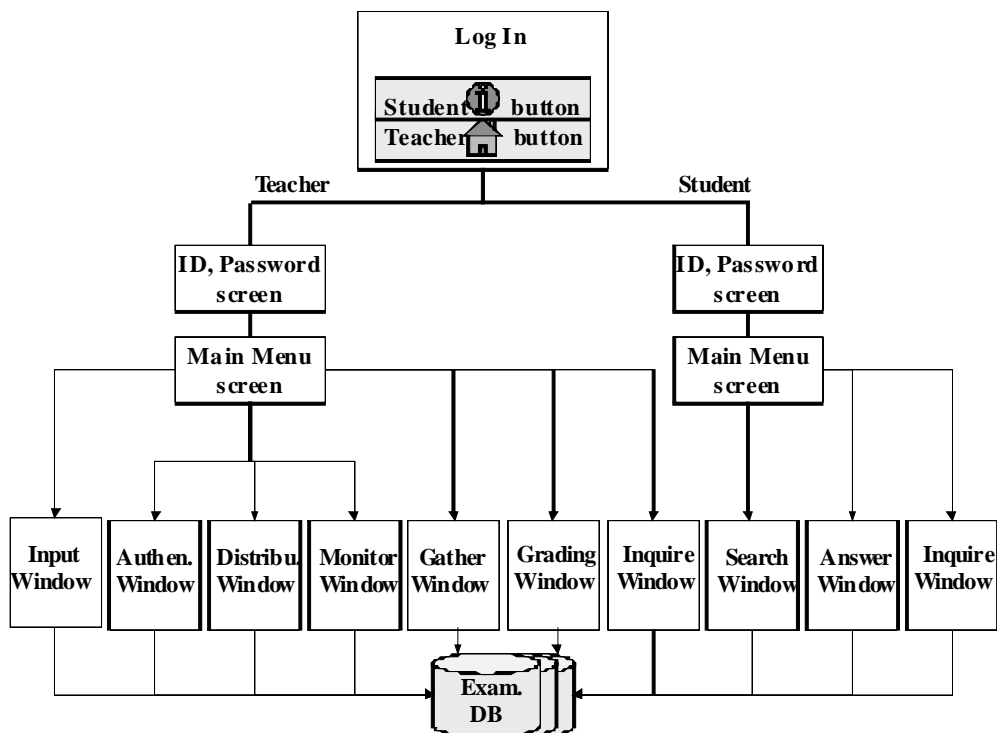 Log In
Student button
Teacher button
Teacher
Student
ID, Password
screen
ID, Password
screen
Main Menu
screen
Main Menu
screen
Input
Window
Authen.
Window
Distribu.
Window
Monitor
Window
Gather
Window
Grading
Window
Inquire
Window
Search
Window
Answer
Window
Inquire
Window
Exam.
DB